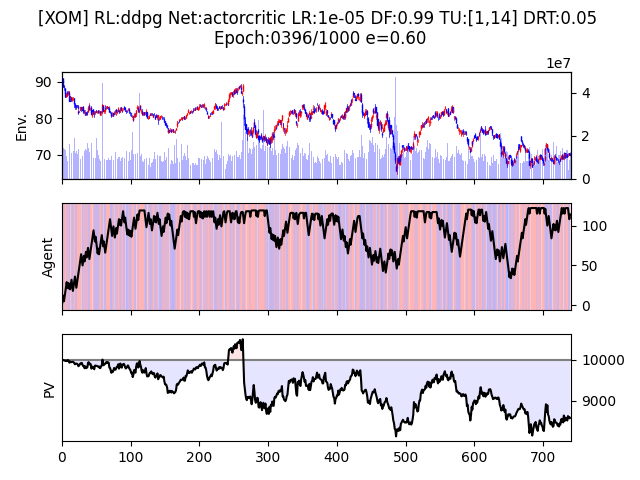 [XOM] RL:ddpg Net:actorcritic LR:1e-05 DF:0.99 TU:[1,14] DRT:0.05
Epoch:0396/1000 e=0.60
1e7
Env.
90
80
70
4
2
0
Agent
100
50
0
PV
10000
9000
0 100 200 300 400 500 600 700